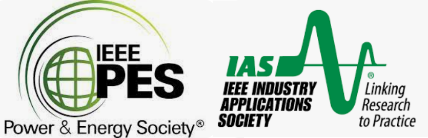 IEEE
PES
Power & Energy Society®
IAS
IEEE INDUSTRY
APPLICATIONS
SOCIETY
®
Linking
Research
to Practice